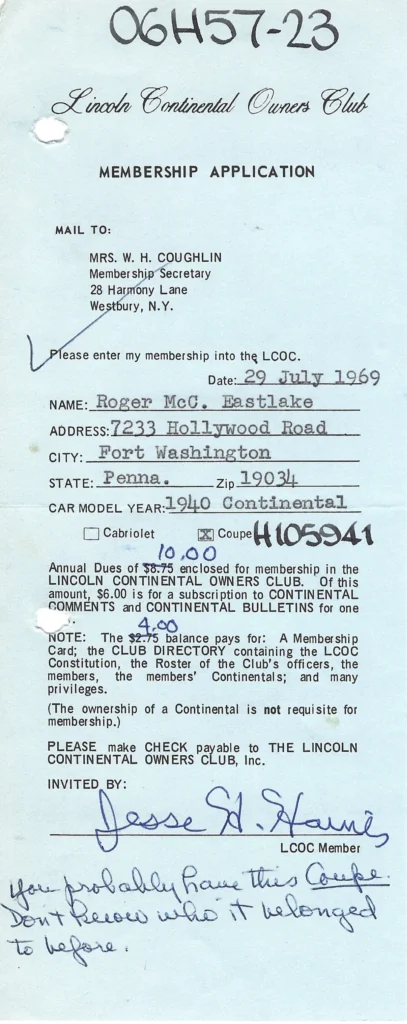 06H57-23
Lincoln Continental Owners Club
MEMBERSHIP APPLICATION
MAIL TO:
MRS. W. H. COUGHLIN
Membership Secretary
28 Harmony Lane
Westbury, N.Y.
Please enter my membership into the LCOC.
Date: 29 July 1969
NAME: Roger McC. Eastlake
ADDRESS: 7233 Hollywood Road
CITY: Fort Washington
STATE: Penna. Zip 19034
CAR MODEL YEAR: 1940 Continental
Cabriolet X Coupe H105941
10.00
Annual Dues of $8.75 enclosed for membership in the
LINCOLN CONTINENTAL OWNERS CLUB. Of this
amount, $6.00 is for a subscription to CONTINENTAL
COMMENTS and CONTINENTAL BULLETINS for one
4.00
NOTE: The $2.75 balance pays for: A Membership
Card; the CLUB DIRECTORY containing the LCOC
Constitution, the Roster of the Club's officers, the
members, the members' Continentals; and many
privileges.
(The ownership of a Continental is not requisite for
membership.)
PLEASE make CHECK payable to THE LINCOLN
CONTINENTAL OWNERS CLUB, Inc.
INVITED BY:
Jesse H. Haines
LCOC Member
you probably have this Coupe.
Don't know who it belonged
to before.